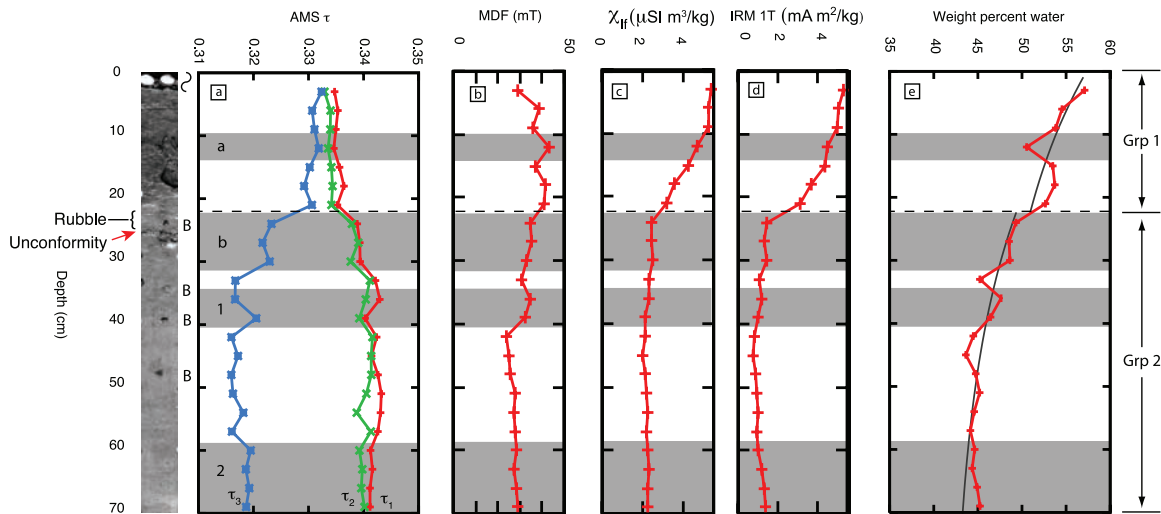 AMS τ
MDF (mT)
χlf (μSI m³/kg)
IRM 1T (mA m²/kg)
Weight percent water
0.31 0.32 0.33 0.34 0.35
0 50
0 2 4 6
0 2 4 6
35 40 45 50 55 60
0
10
20
30
40
50
60
70
Depth (cm)
Rubble
Unconformity
B
B
B
B
a
a
b
1
2
τ3
τ2
τ1
b
c
d
e
Grp 1
Grp 2